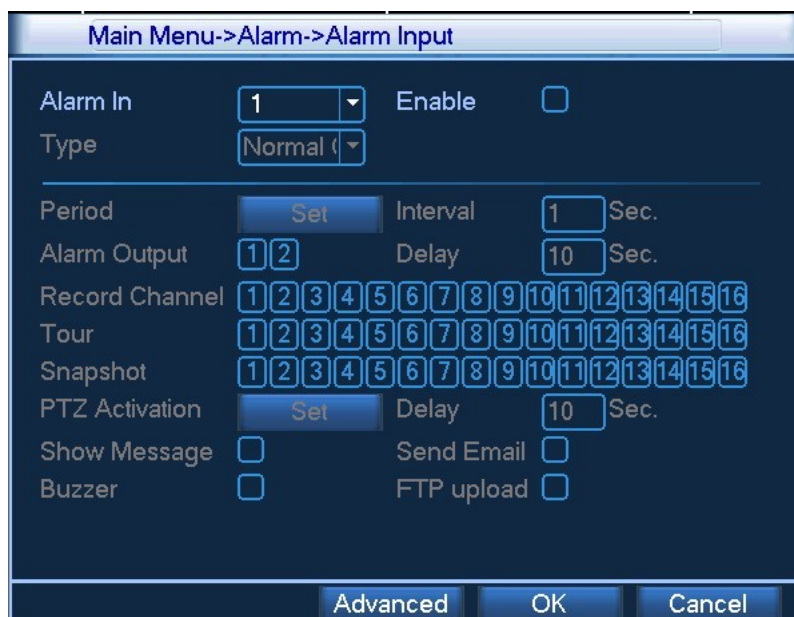 Main Menu->Alarm->Alarm Input
Alarm In 1 Enable
Type Normal (
Period Set Interval 1 Sec.
Alarm Output 1 2 Delay 10 Sec.
Record Channel 1 2 3 4 5 6 7 8 9 10 11 12 13 14 15 16
Tour 1 2 3 4 5 6 7 8 9 10 11 12 13 14 15 16
Snapshot 1 2 3 4 5 6 7 8 9 10 11 12 13 14 15 16
PTZ Activation Set Delay 10 Sec.
Show Message Send Email
Buzzer FTP upload
Advanced OK Cancel